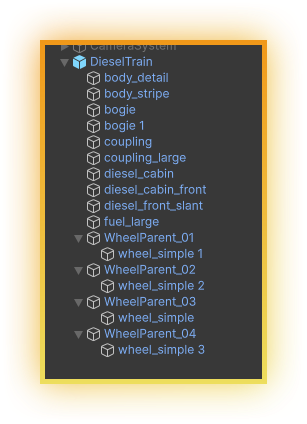 CameraSystem
DieselTrain
body_detail
body_stripe
bogie
bogie 1
coupling
coupling_large
diesel_cabin
diesel_cabin_front
diesel_front_slant
fuel_large
WheelParent_01
wheel_simple 1
WheelParent_02
wheel_simple 2
WheelParent_03
wheel_simple
WheelParent_04
wheel_simple 3